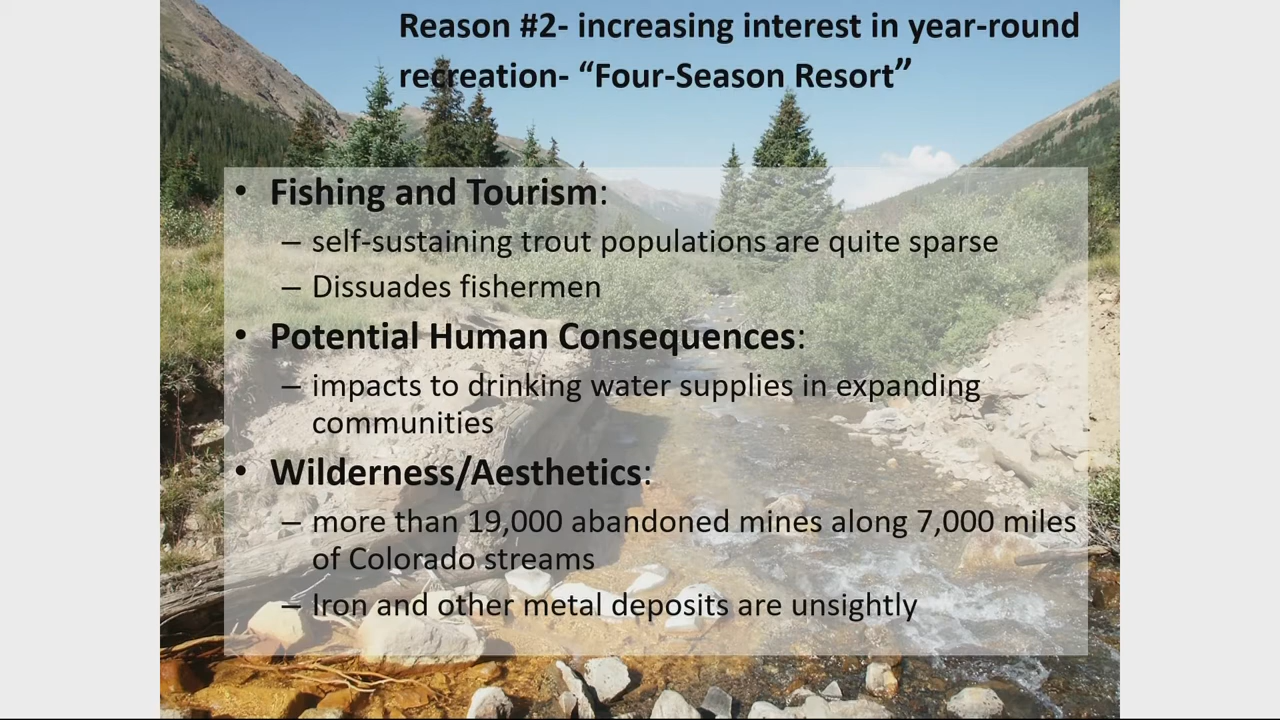 Reason #2- increasing interest in year-round
recreation- “Four-Season Resort”
• Fishing and Tourism:
– self-sustaining trout populations are quite sparse
– Dissuades fishermen
• Potential Human Consequences:
– impacts to drinking water supplies in expanding
communities
• Wilderness/Aesthetics:
– more than 19,000 abandoned mines along 7,000 miles
of Colorado streams
– Iron and other metal deposits are unsightly